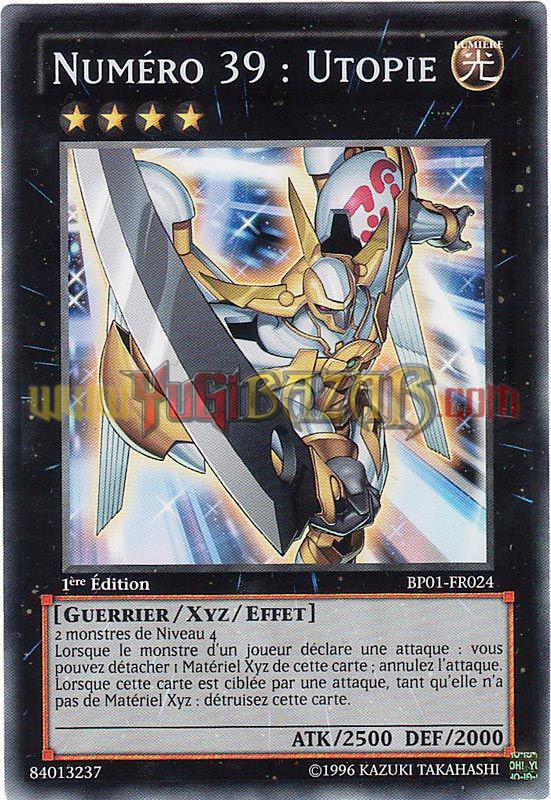 Numéro 39 : Utopie
LUMIÈRE
光
www.YuGiBAZAR.com
1ère Édition
BP01-FR024
[Guerrier/Xyz/Effet]
2 monstres de Niveau 4
Lorsque le monstre d'un joueur déclare une attaque : vous
pouvez détacher 1 Matériel Xyz de cette carte ; annulez l'attaque.
Lorsque cette carte est ciblée par une attaque, tant qu'elle n'a
pas de Matériel Xyz : détruisez cette carte.
ATK/2500 DEF/2000
84013237
©1996 KAZUKI TAKAHASHI